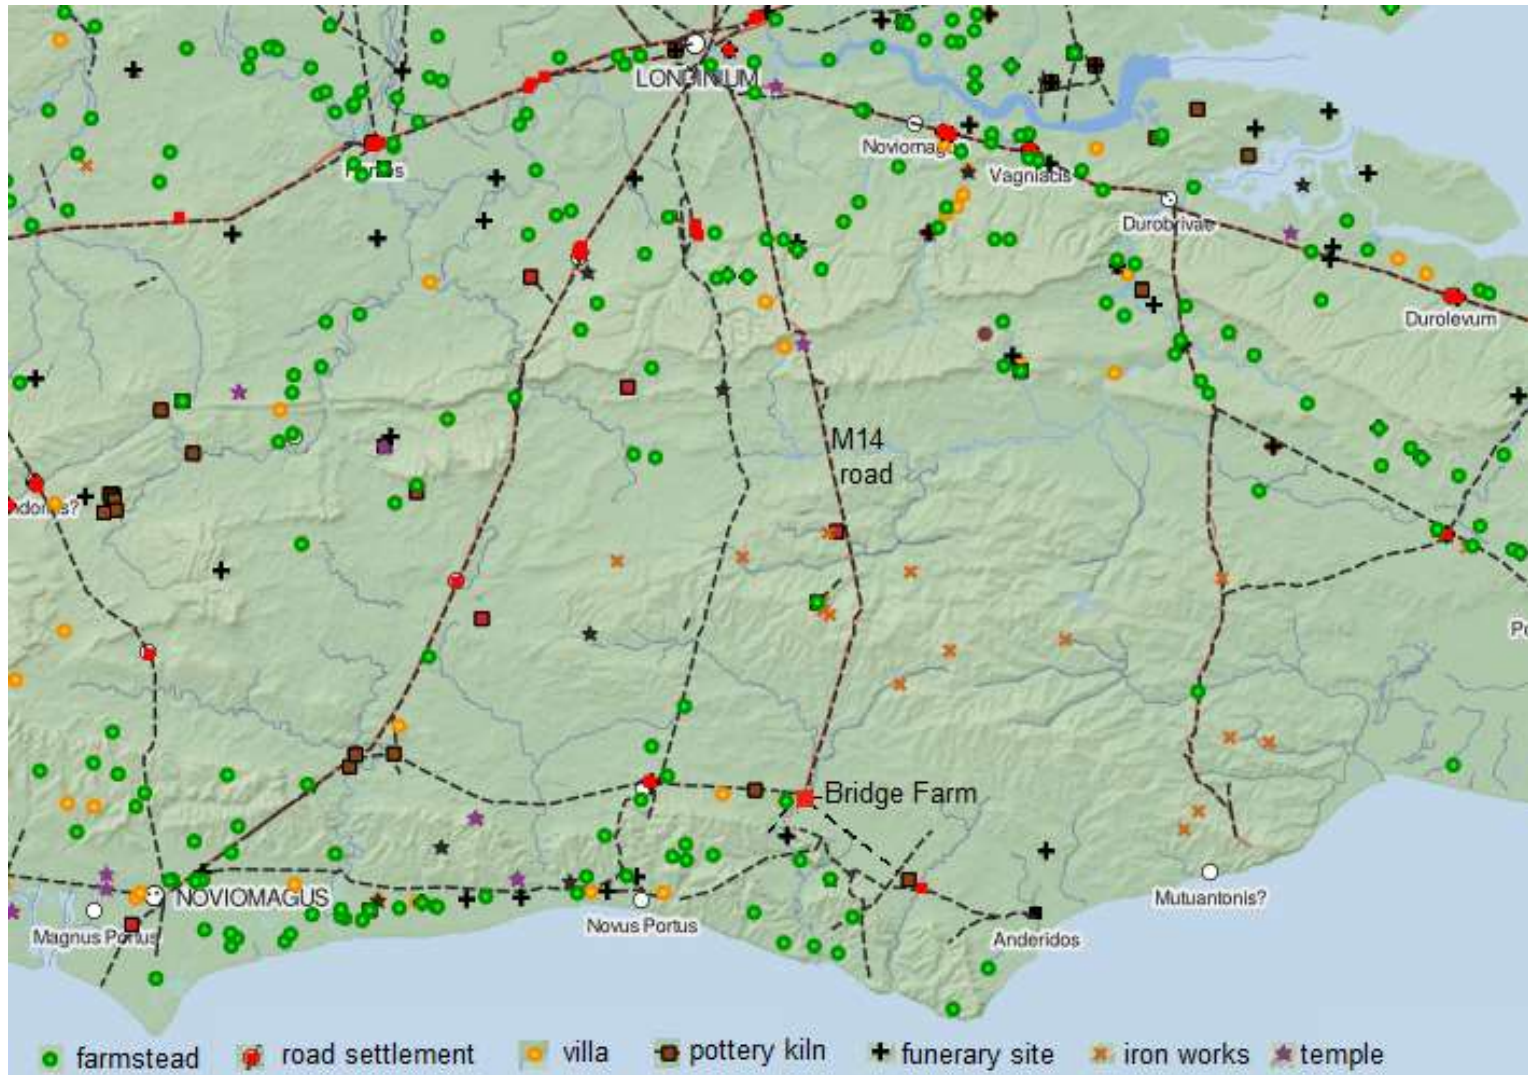 LONDINIUM
Noviomag
Vagniacis
Durobrivae
Durolevum
M14
road
Bridge Farm
NOVIOMAGUS
Mutuantonis?
Magnus Portus
Novus Portus
Anderidos
farmstead
road settlement
villa
pottery kiln
funerary site
iron works
temple